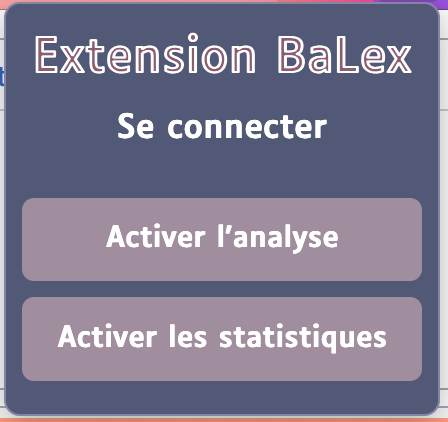 Extension BaLex
Se connecter
Activer l'analyse
Activer les statistiques